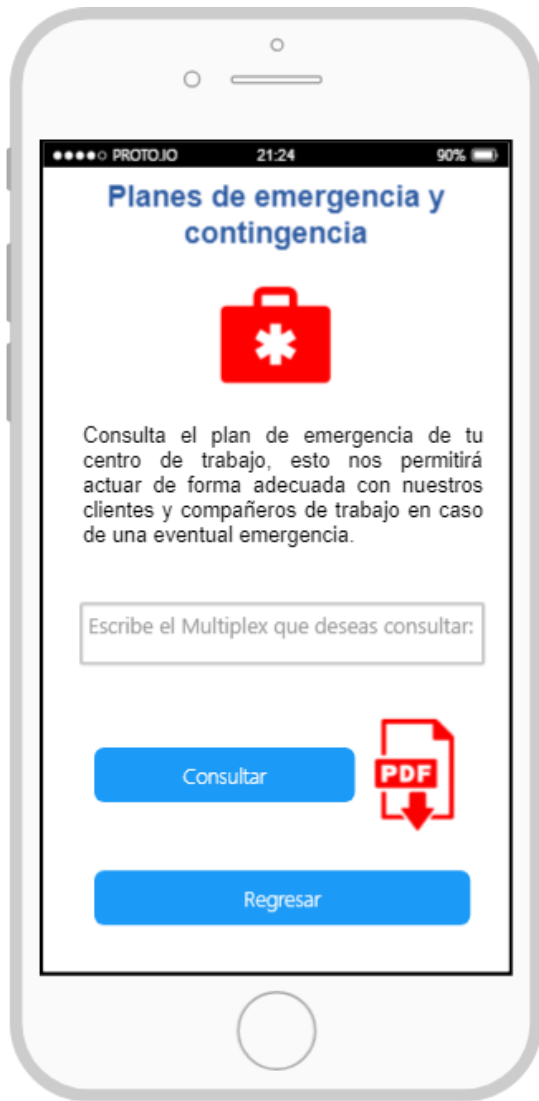 PROTO.IO 21:24 90%
Planes de emergencia y
contingencia
Consulta el plan de emergencia de tu
centro de trabajo, esto nos permitirá
actuar de forma adecuada con nuestros
clientes y compañeros de trabajo en caso
de una eventual emergencia.
Escribe el Multiplex que deseas consultar:
Consultar
PDF
Regresar